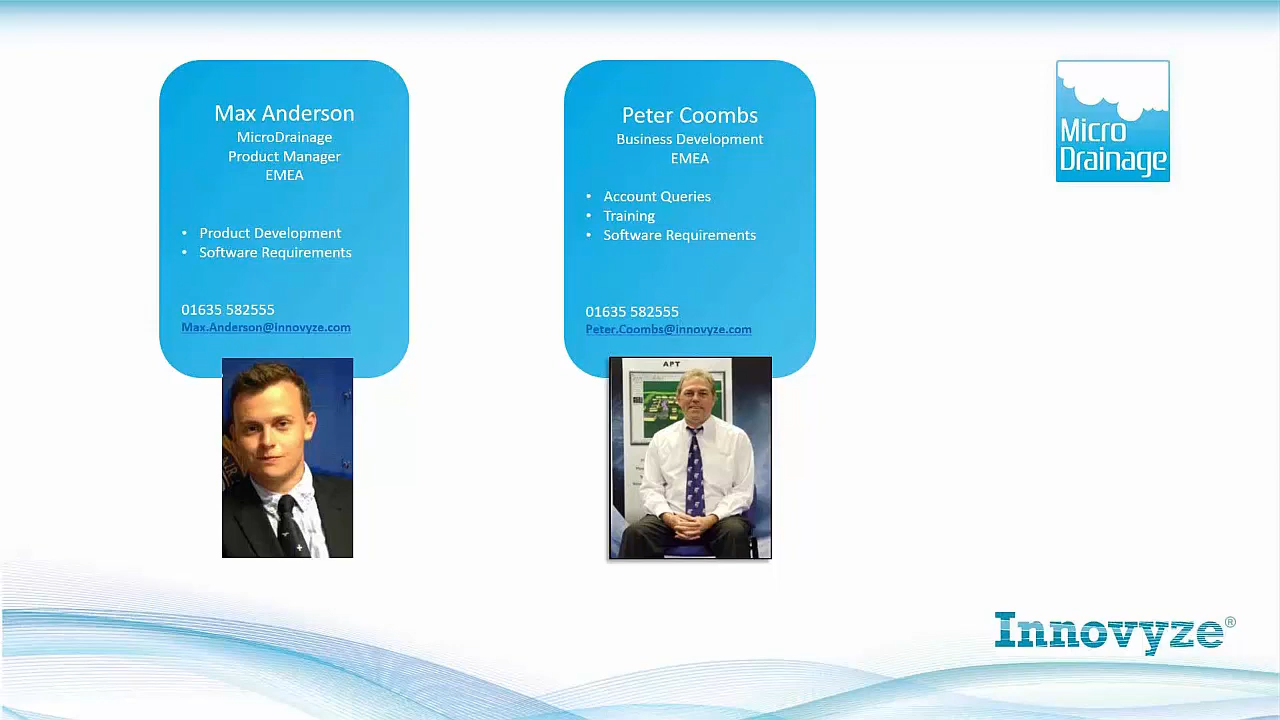 Max Anderson
MicroDrainage
Product Manager
EMEA
• Product Development
• Software Requirements
01635 582555
Max.Anderson@innovyze.com
Peter Coombs
Business Development
EMEA
• Account Queries
• Training
• Software Requirements
01635 582555
Peter.Coombs@innovyze.com
Micro
Drainage
APT
Innovyze®